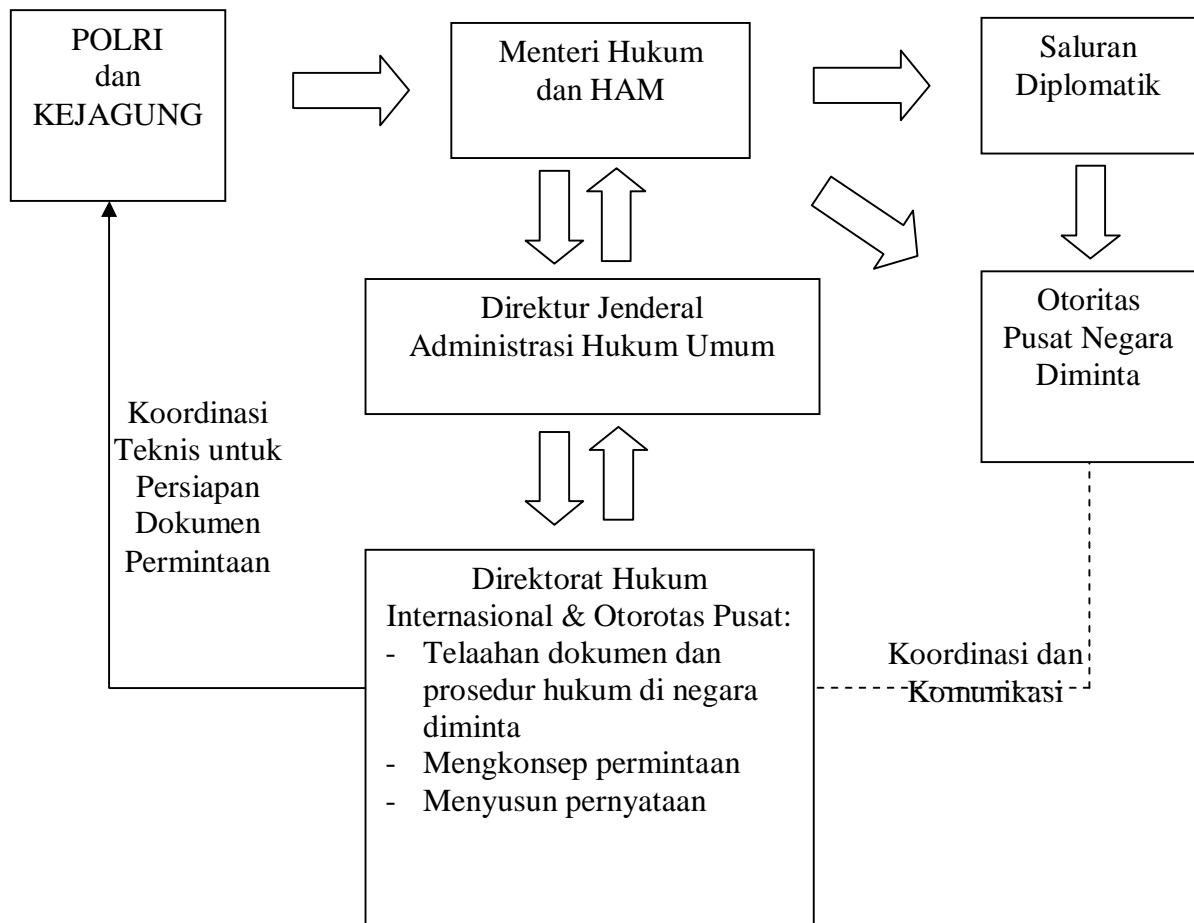 POLRI
dan
KEJAGUNG
Menteri Hukum
dan HAM
Saluran
Diplomatik
Direktur Jenderal
Administrasi Hukum Umum
Otoritas
Pusat Negara
Diminta
Koordinasi
Teknis untuk
Persiapan
Dokumen
Permintaan
Direktorat Hukum
Internasional & Otorotas Pusat:
- Telaahan dokumen dan
prosedur hukum di negara
diminta
- Mengkonsep permintaan
- Menyusun pernyataan
Koordinasi dan
Komunikasi